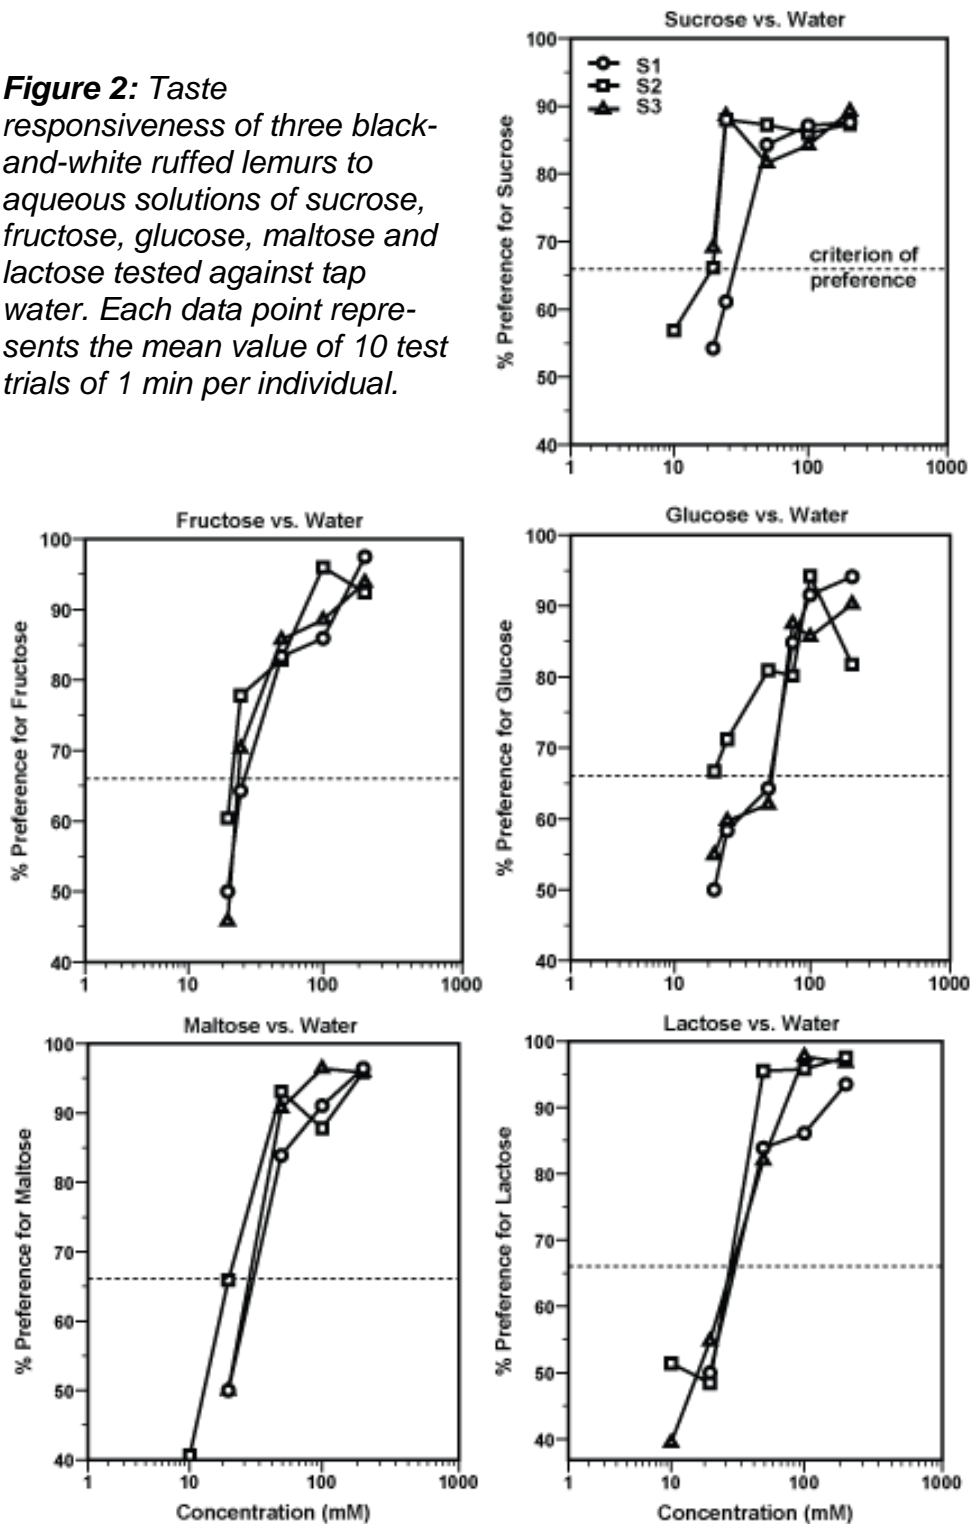 Figure 2: Taste
responsiveness of three black-
and-white ruffed lemurs to
aqueous solutions of sucrose,
fructose, glucose, maltose and
lactose tested against tap
water. Each data point repre-
sents the mean value of 10 test
trials of 1 min per individual.
Sucrose vs. Water
% Preference for Sucrose
100
90
80
70
60
50
40
S1
S2
S3
criterion of
preference
1 10 100 1000
Fructose vs. Water
% Preference for Fructose
100
90
80
70
60
50
40
1 10 100 1000
Glucose vs. Water
% Preference for Glucose
100
90
80
70
60
50
40
1 10 100 1000
Maltose vs. Water
% Preference for Maltose
100
90
80
70
60
50
40
1 10 100 1000
Concentration (mM)
Lactose vs. Water
% Preference for Lactose
100
90
80
70
60
50
40
1 10 100 1000
Concentration (mM)